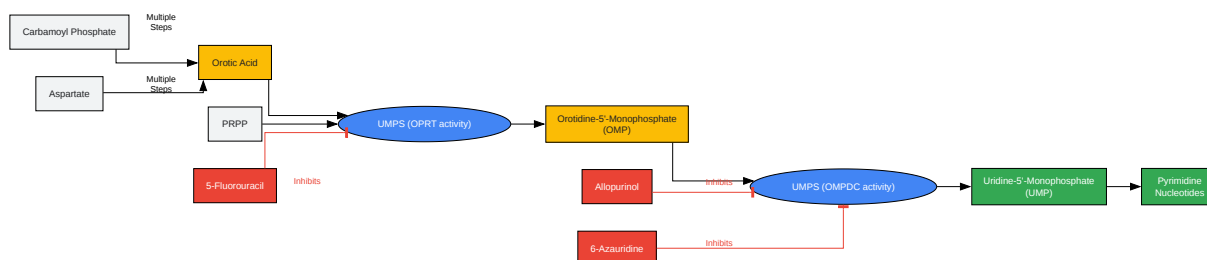 Multiple
Steps
Carbamoyl Phosphate
Orotic Acid
Multiple
Steps
Aspartate
PRPP
UMPS (OPRT activity)
Orotidine-5'-Monophosphate
(OMP)
5-Fluorouracil
Inhibits
Allopurinol
Inhibits
UMPS (OMPDC activity)
Uridine-5'-Monophosphate
(UMP)
Pyrimidine
Nucleotides
6-Azauridine
Inhibits